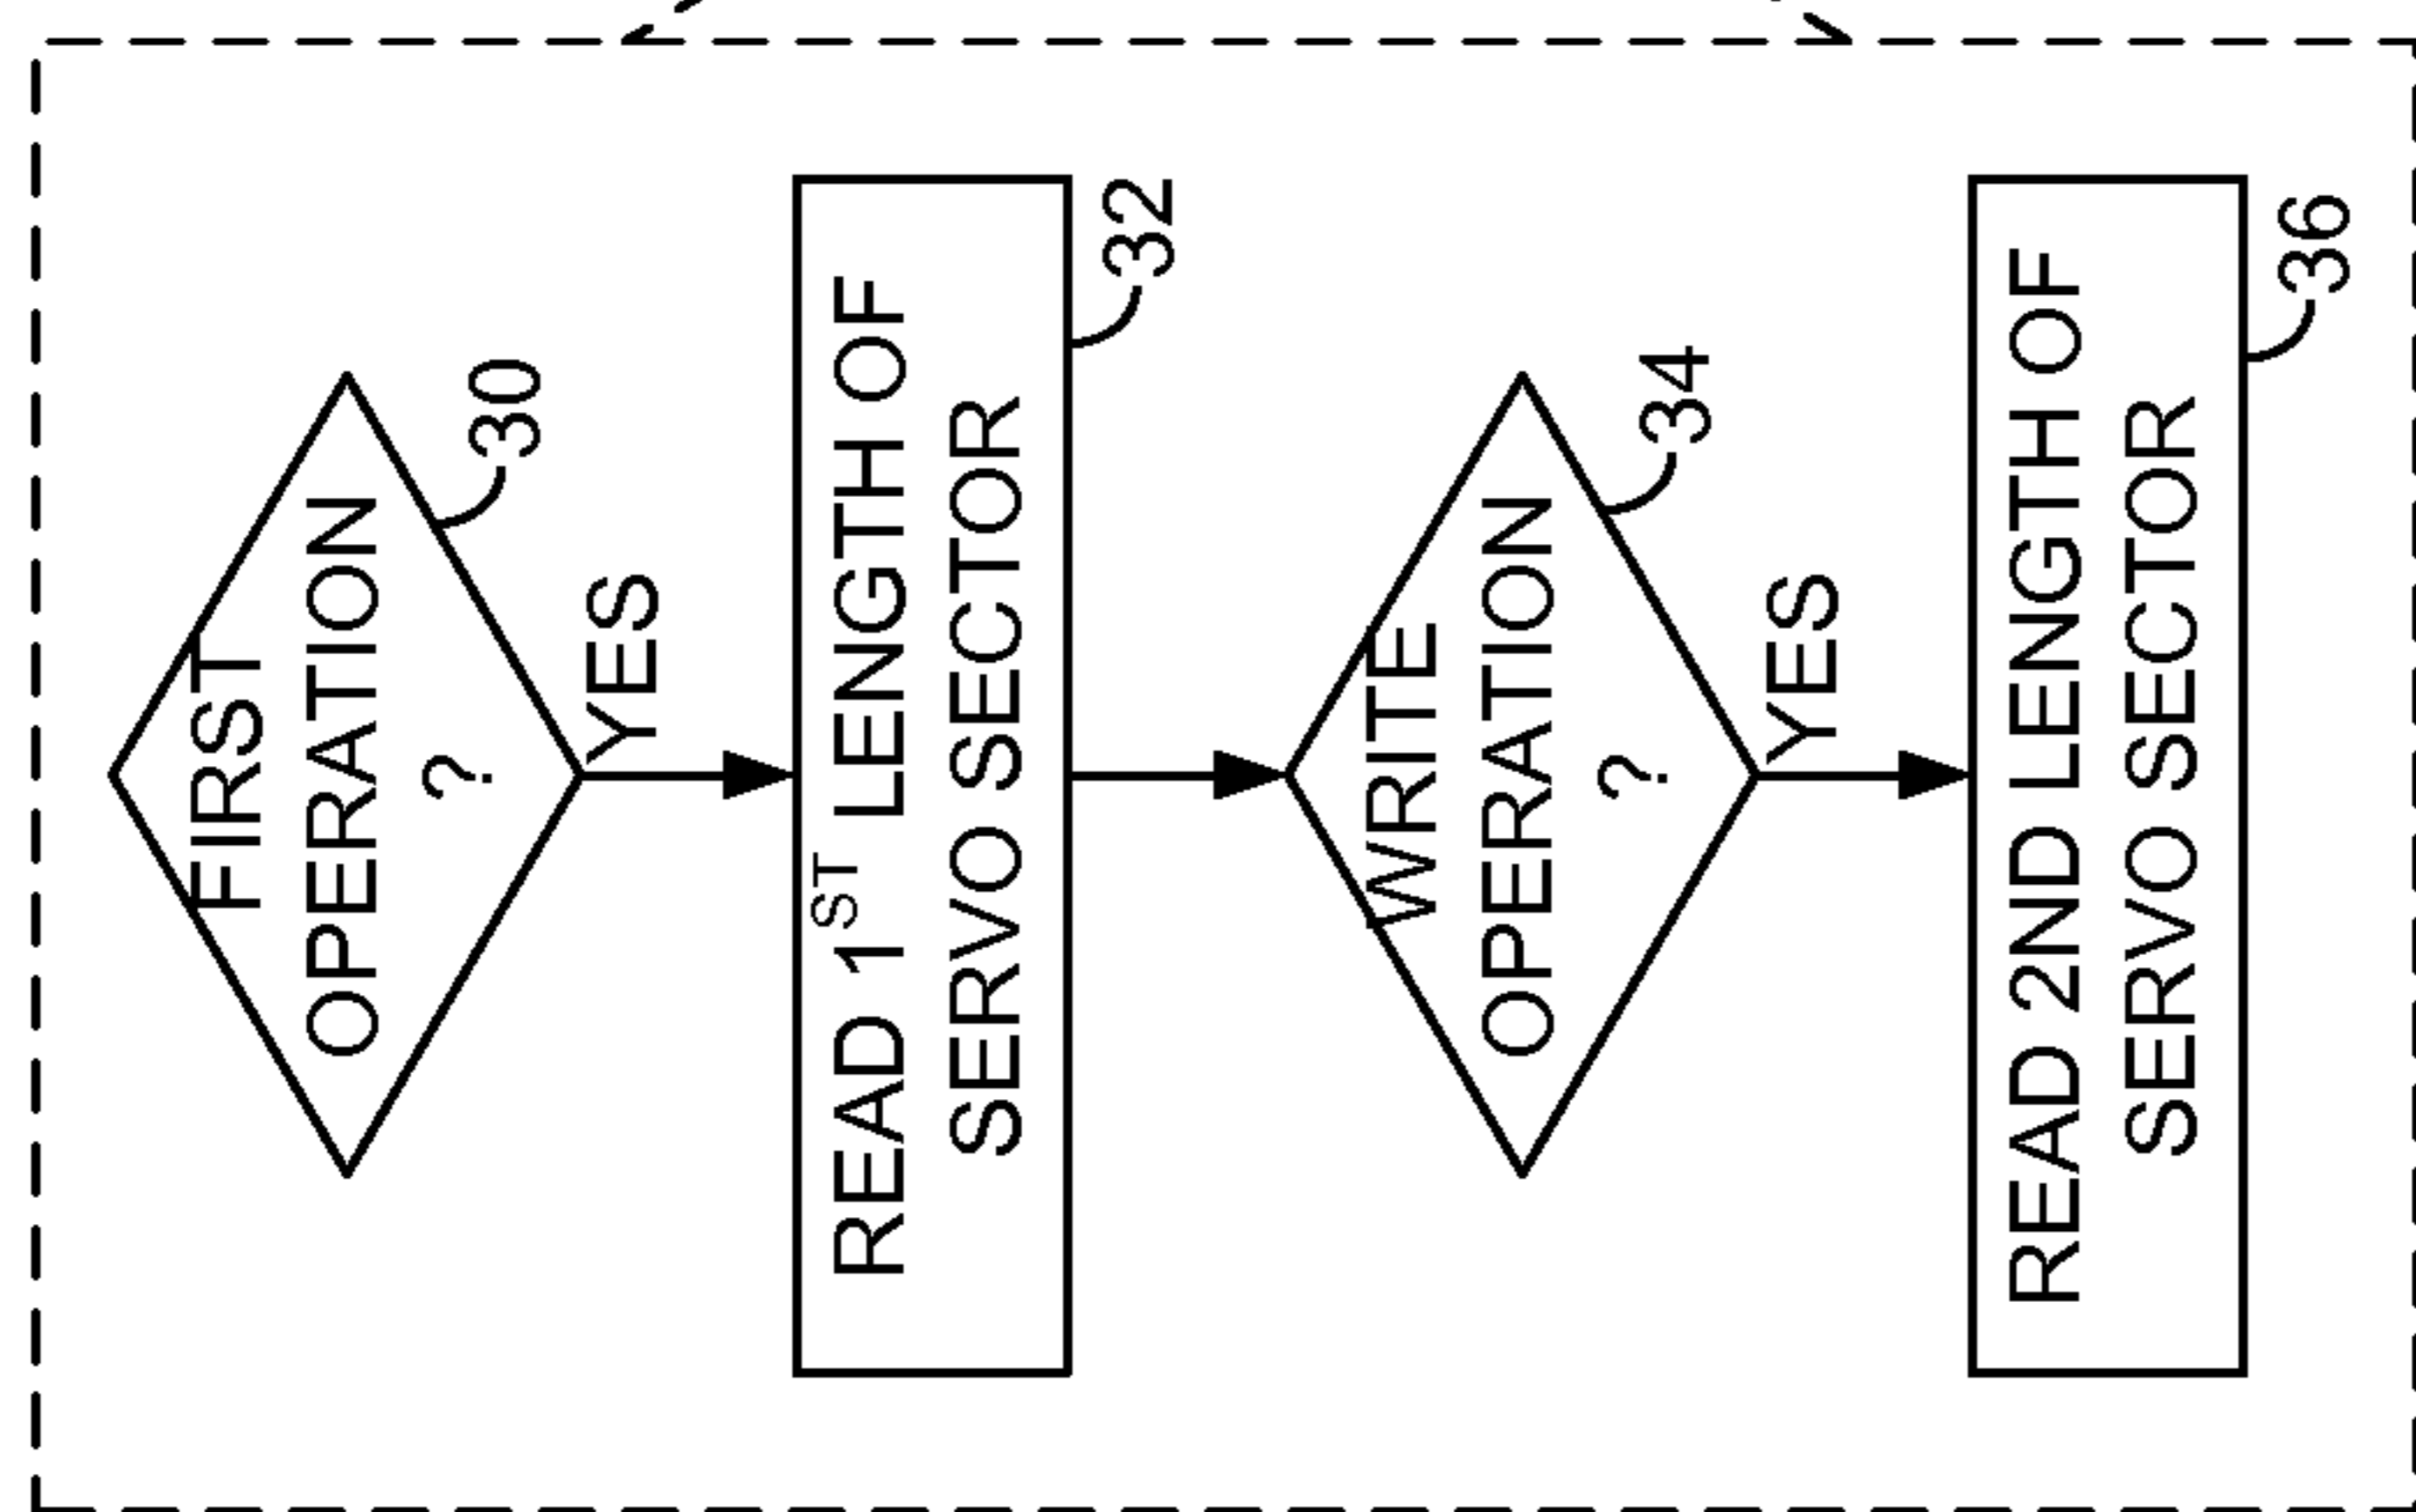 FIRST
OPERATION
?
30
YES
READ 1ST LENGTH OF
SERVO SECTOR
32
WRITE
OPERATION
?
34
YES
READ 2ND LENGTH OF
SERVO SECTOR
36